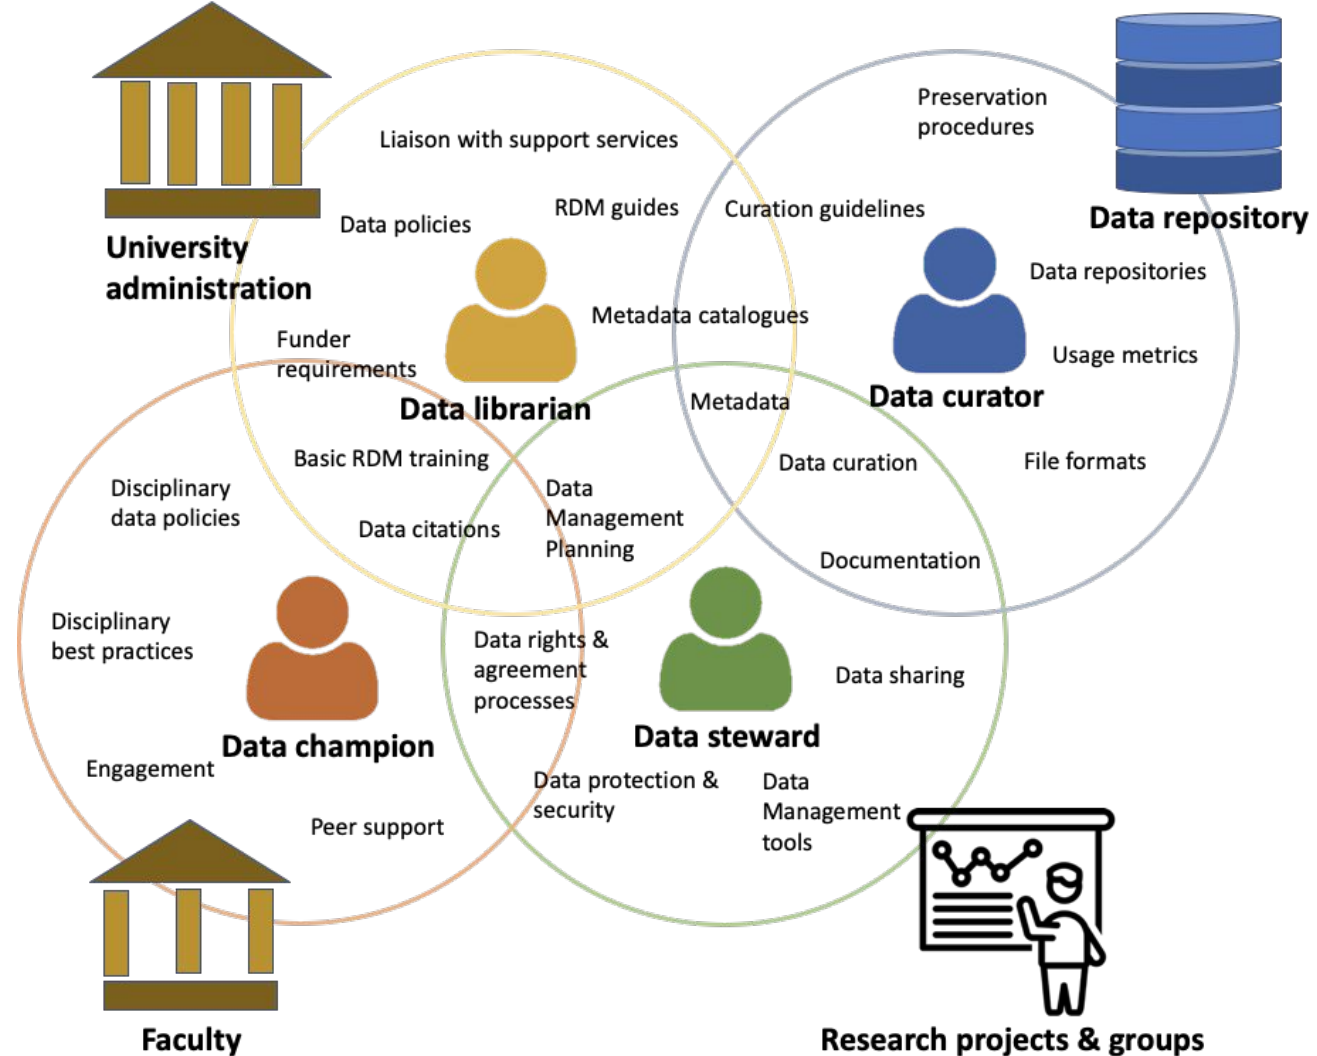 Preservation
procedures
Liaison with support services
RDM guides
Curation guidelines
Data policies
Data repository
University
administration
Data repositories
Metadata catalogues
Funder
requirements
Usage metrics
Data librarian
Metadata
Data curator
Basic RDM training
Data curation
File formats
Disciplinary
data policies
Data citations
Data
Management
Planning
Documentation
Disciplinary
best practices
Data rights &
agreement
processes
Data sharing
Data champion
Data steward
Engagement
Data protection &
security
Data
Management
tools
Peer support
Faculty
Research projects & groups